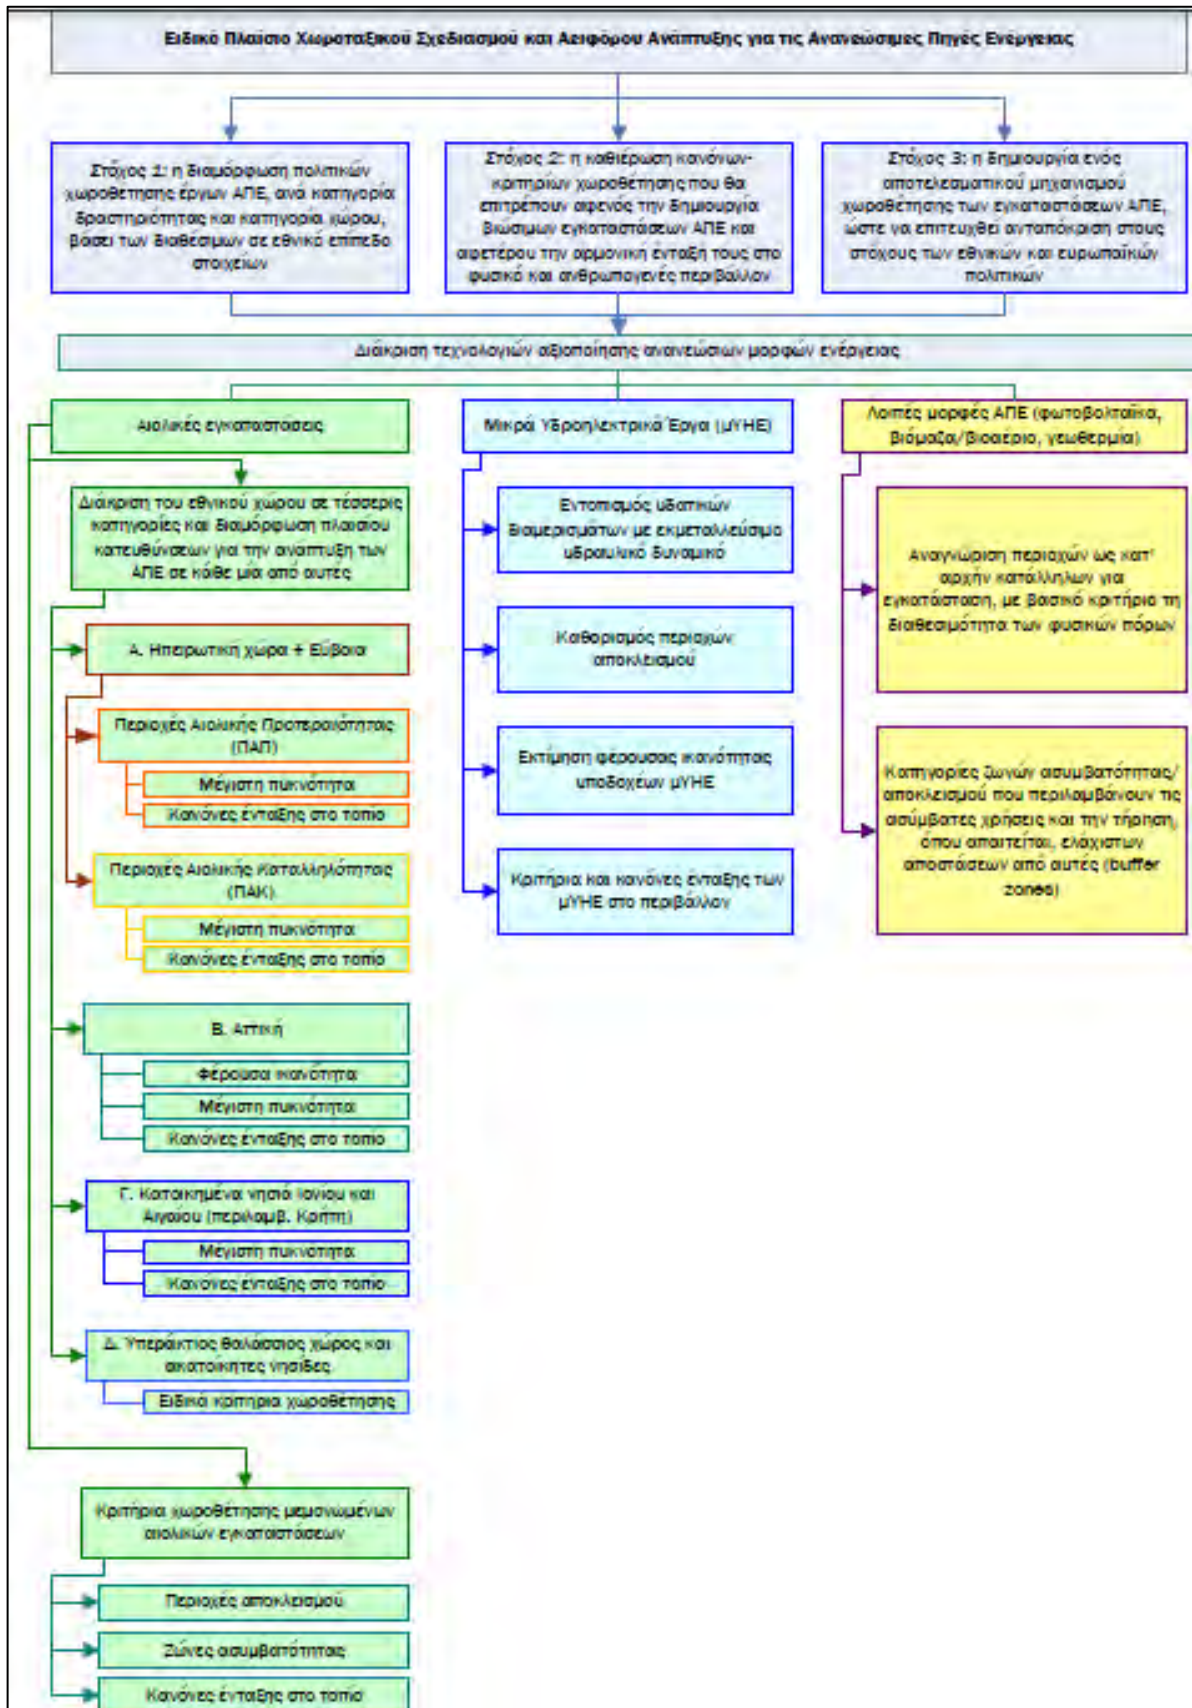 Ειδικό Πλαίσιο Χωροταξικού Σχεδιασμού και Αειφόρου Ανάπτυξης για τις Ανανεώσιμες Πηγές Ενέργειας
Στόχος 1: η διαμόρφωση πολιτικών
χωροθέτησης έργων ΑΠΕ, ανά κατηγορία
δραστηριότητας και κατηγορία χώρου,
βάσει των διαθέσιμων σε εθνικό επίπεδο
στοιχείων
Στόχος 2: η καθιέρωση κανόνων-
κριτηρίων χωροθέτησης που θα
επιτρέπουν αφενός την δημιουργία
βιώσιμων εγκαταστάσεων ΑΠΕ και
αφετέρου την αρμονική ένταξή τους στο
φυσικό και ανθρωπογενές περιβάλλον
Στόχος 3: η δημιουργία ενός
αποτελεσματικού μηχανισμού
χωροθέτησης των εγκαταστάσεων ΑΠΕ,
ώστε να επιτευχθεί ανταπόκριση στους
στόχους των εθνικών και ευρωπαϊκών
πολιτικών
Διάκριση τεχνολογιών αξιοποίησης ανανεώσιων μορφών ενέργειας
Αιολικές εγκαταστάσεις
Διάκριση του εθνικού χώρου σε τέσσερις
κατηγορίες και διαμόρφωση πλαισίου
κατευθύνσεων για την ανάπτυξη των
ΑΠΕ σε κάθε μία από αυτές
Α. Ηπειρωτική χώρα + Εύβοια
Περιοχές Αιολικής Προτεραιότητας
(ΠΑΠ)
Μέγιστη πυκνότητα
Κανόνες ένταξης στο τοπίο
Περιοχές Αιολικής Καταλληλότητας
(ΠΑΚ)
Μέγιστη πυκνότητα
Κανόνες ένταξης στο τοπίο
Β. Αττική
Φέρουσα ικανότητα
Μέγιστη πυκνότητα
Κανόνες ένταξης στο τοπίο
Γ. Κατοικημένα νησιά Ιονίου και
Αιγαίου (περιλαμβ. Κρήτη)
Μέγιστη πυκνότητα
Κανόνες ένταξης στο τοπίο
Δ. Υπεράκτιος θαλάσσιος χώρος και
ακατοίκητες νησίδες
Ειδικά κριτήρια χωροθέτησης
Κριτήρια χωροθέτησης μεμονωμένων
αιολικών εγκαταστάσεων
Περιοχές αποκλεισμού
Ζώνες ασυμβατότητας
Κανόνες ένταξης στο τοπίο
Μικρά Υδροηλεκτρικά Έργα (μΥΗΕ)
Εντοπισμός υδατικών
διαμερισμάτων με εκμεταλλεύσιμο
υδραυλικό δυναμικό
Καθορισμός περιοχών
αποκλεισμού
Εκτίμηση φέρουσας ικανότητας
υποδοχέων μΥΗΕ
Κριτήρια και κανόνες ένταξης των
μΥΗΕ στο περιβάλλον
Λοιπές μορφές ΑΠΕ (φωτοβολταϊκά,
βιόμαζα/βιοαέριο, γεωθερμία)
Αναγνώριση περιοχών ως κατ'
αρχήν κατάλληλων για
εγκατάσταση, με βασικό κριτήριο τη
διαθεσιμότητα των φυσικών πόρων
Κατηγορίες ζωνών ασυμβατότητας/
αποκλεισμού που περιλαμβάνουν τις
ασύμβατες χρήσεις και την τήρηση,
όπου απαιτείται, ελάχιστων
αποστάσεων από αυτές (buffer
zones)